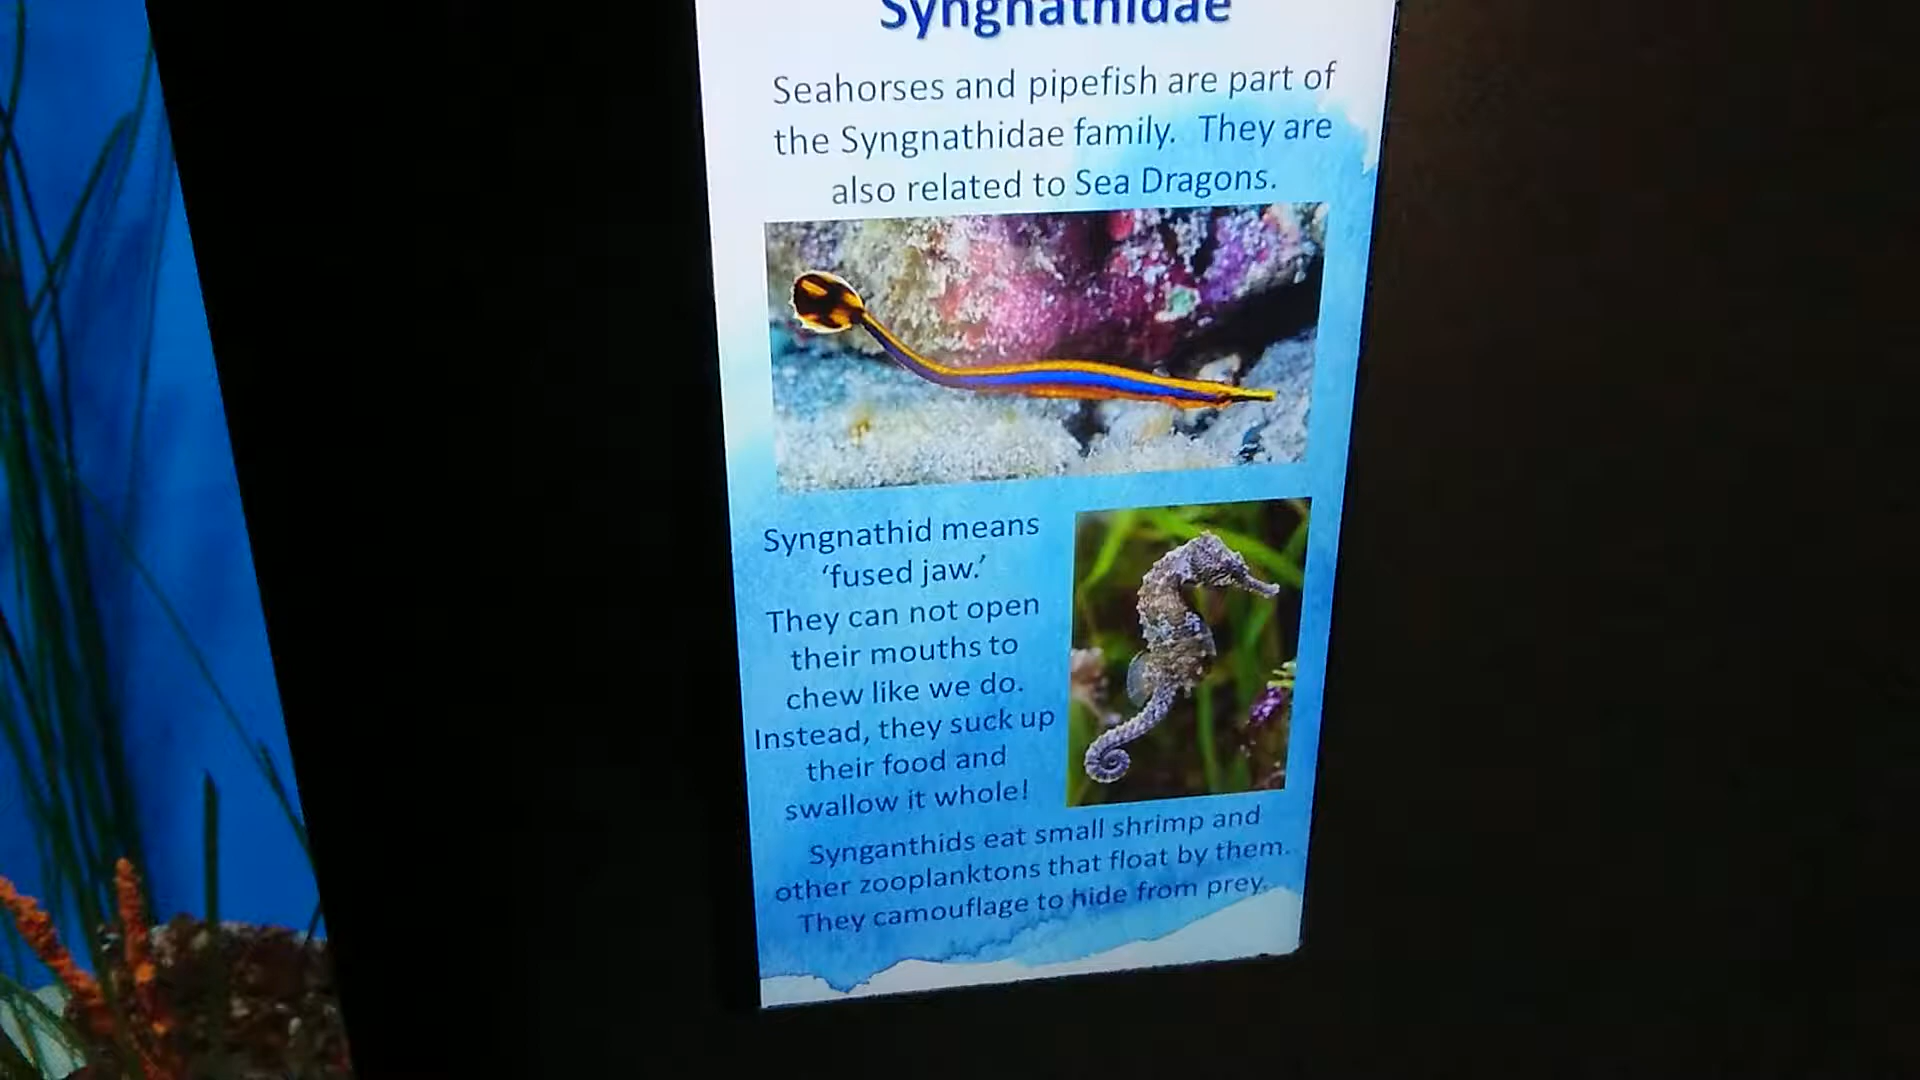 Syngnathidae
Seahorses and pipefish are part of
the Syngnathidae family. They are
also related to Sea Dragons.
Syngnathid means
‘fused jaw.’
They can not open
their mouths to
chew like we do.
Instead, they suck up
their food and
swallow it whole!
Synganthids eat small shrimp and
other zooplanktons that float by them.
They camouflage to hide from prey.